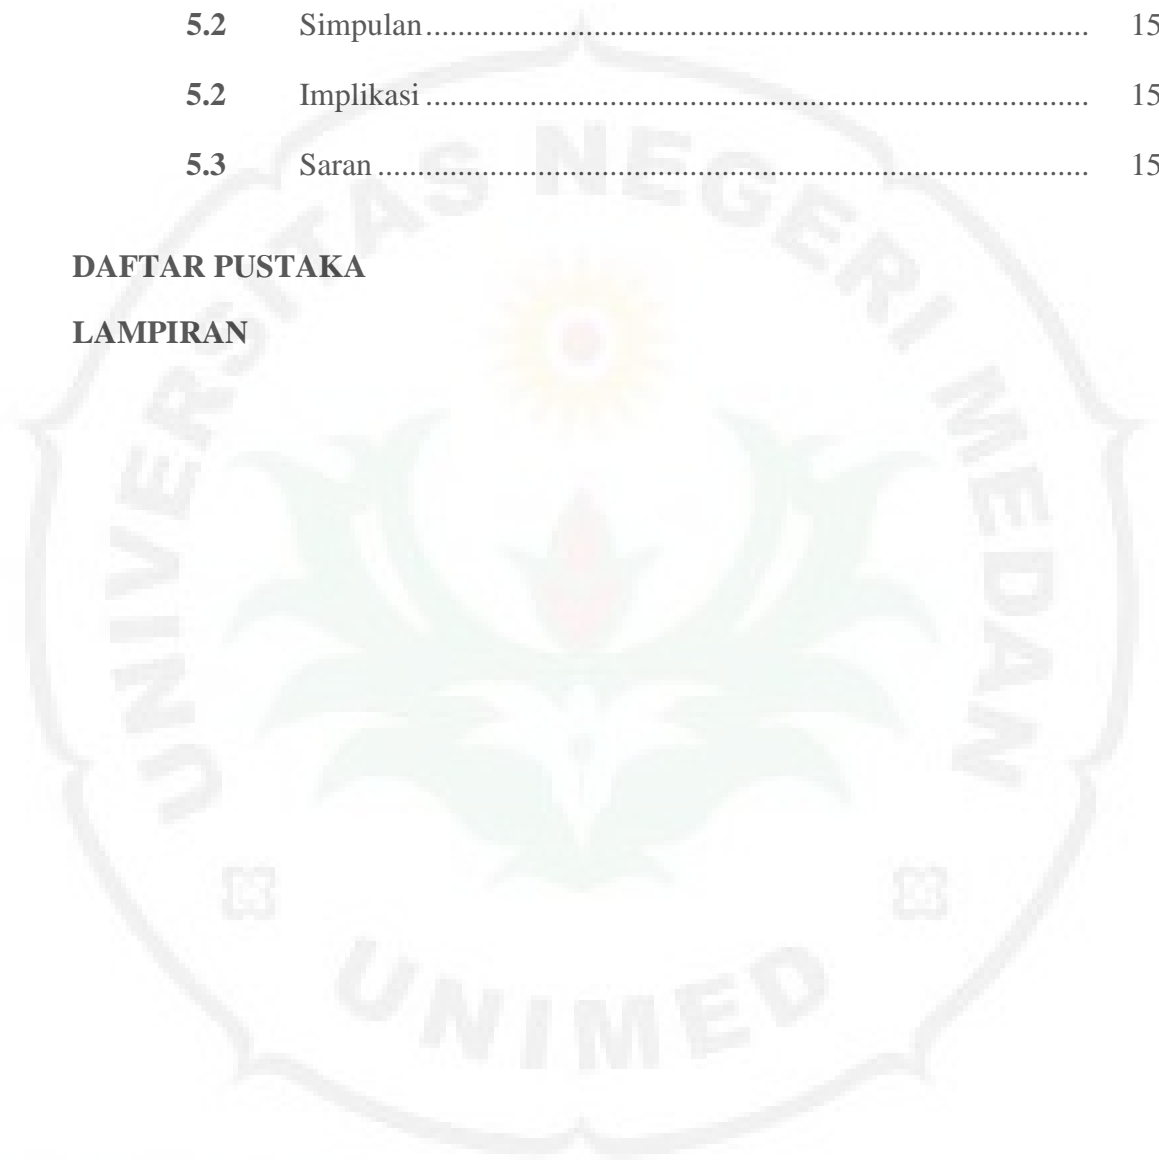 5.2 Simpulan........................................................................................ 15
5.2 Implikasi........................................................................................ 15
5.3 Saran........................................................................................ 15
DAFTAR PUSTAKA
LAMPIRAN
UNIVERSITAS NEGERI MEDAN
UNIMED